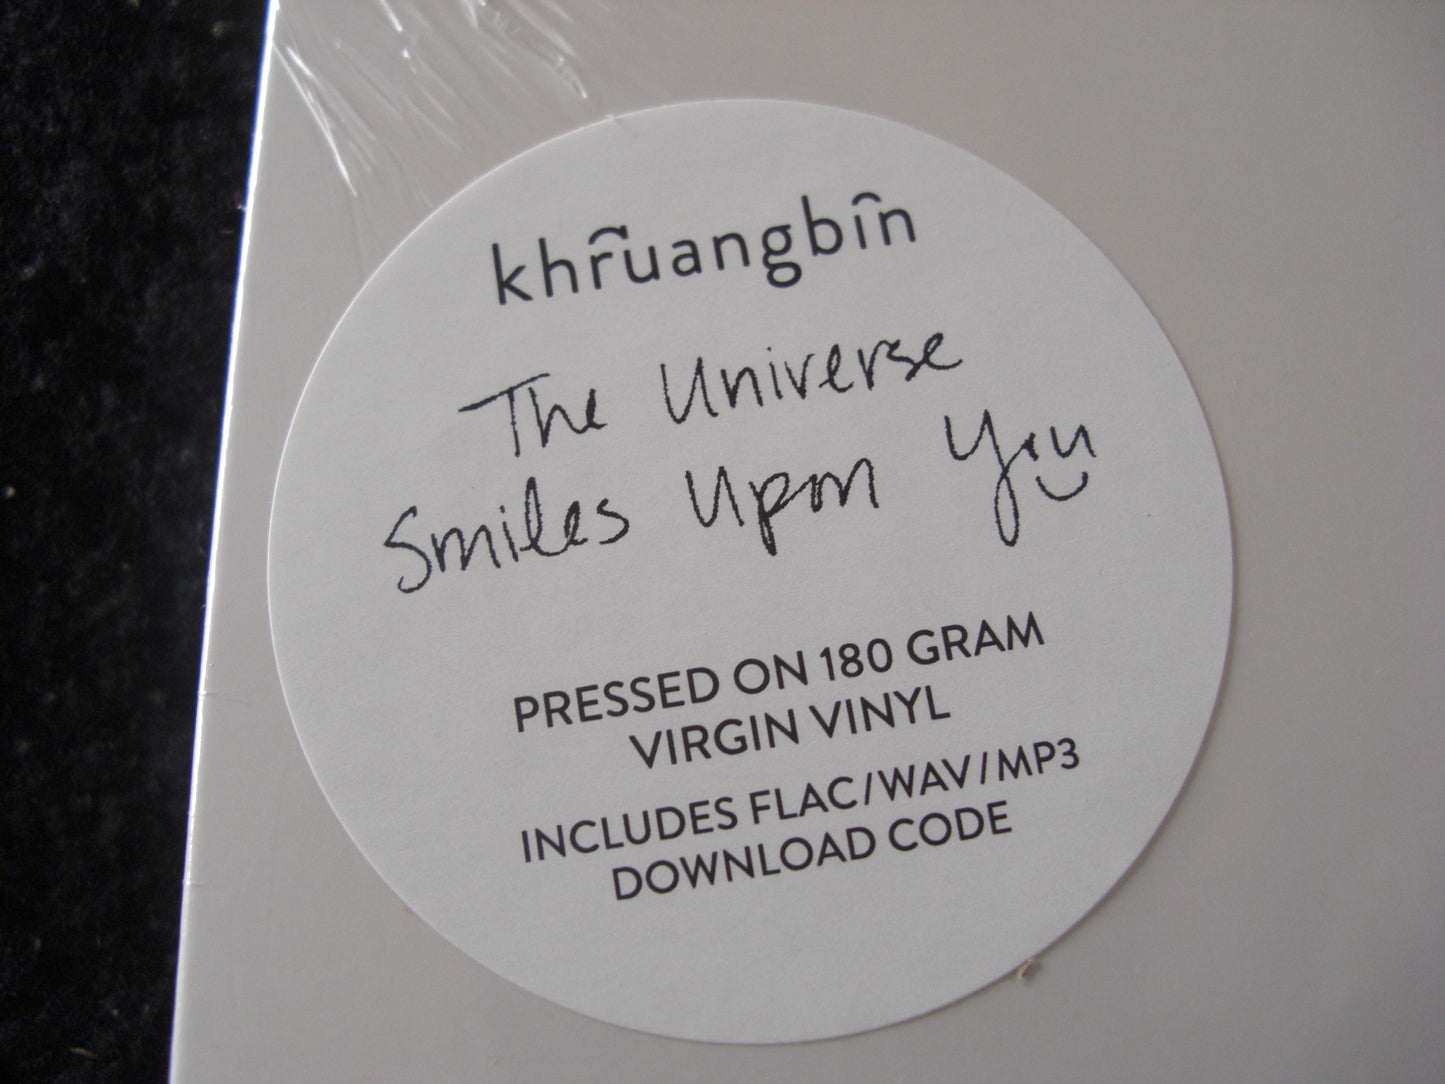 khruangbin
The Universe
Smiles Upon You
PRESSED ON 180 GRAM
VIRGIN VINYL
INCLUDES FLAC/WAV/MP3
DOWNLOAD CODE